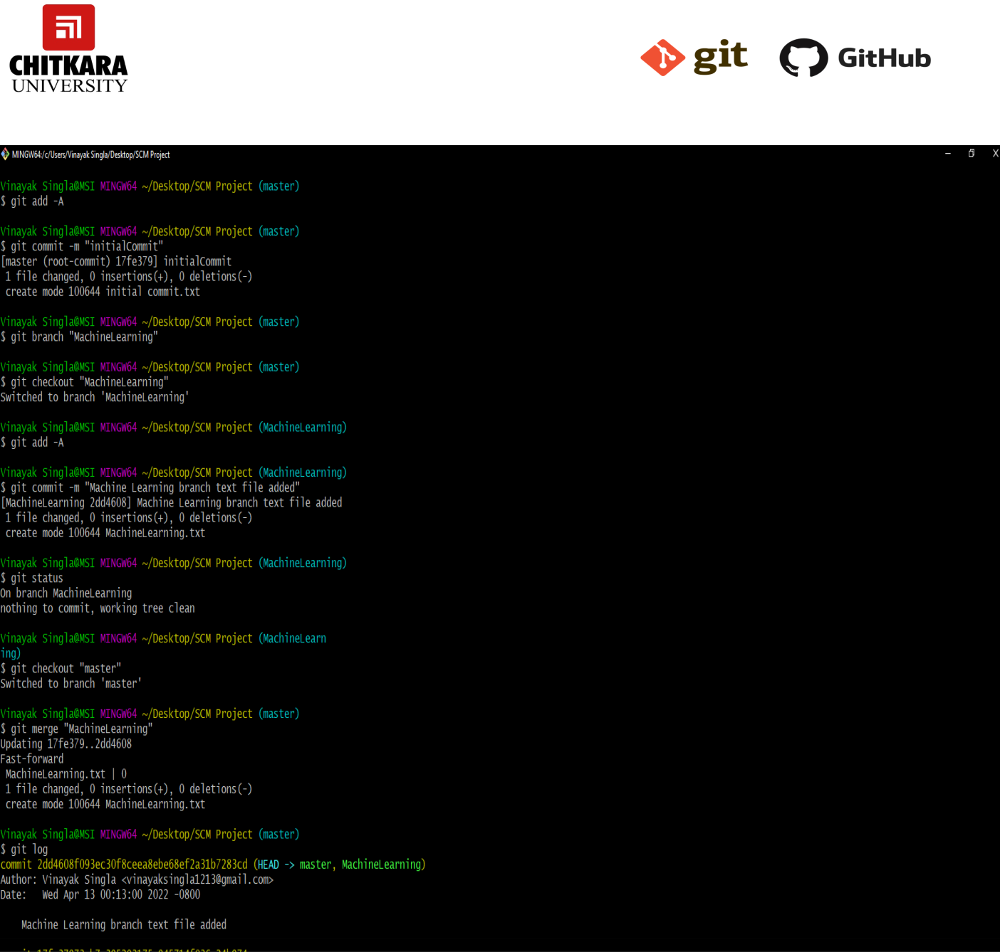 CHITKARA
UNIVERSITY
git GitHub
MINGW64:/c/Users/Vinayak Singla/Desktop/SCM Project
Vinayak Singla@MSI MINGW64 ~/Desktop/SCM Project (master)
$ git add -A
Vinayak Singla@MSI MINGW64 ~/Desktop/SCM Project (master)
$ git commit -m "initialCommit"
[master (root-commit) 17fe379] initialCommit
1 file changed, 0 insertions(+), 0 deletions(-)
create mode 100644 initial commit.txt
Vinayak Singla@MSI MINGW64 ~/Desktop/SCM Project (master)
$ git branch "MachineLearning"
Vinayak Singla@MSI MINGW64 ~/Desktop/SCM Project (master)
$ git checkout "MachineLearning"
Switched to branch 'MachineLearning'
Vinayak Singla@MSI MINGW64 ~/Desktop/SCM Project (MachineLearning)
$ git add -A
Vinayak Singla@MSI MINGW64 ~/Desktop/SCM Project (MachineLearning)
$ git commit -m "Machine Learning branch text file added"
[MachineLearning 2dd4608] Machine Learning branch text file added
1 file changed, 0 insertions(+), 0 deletions(-)
create mode 100644 MachineLearning.txt
Vinayak Singla@MSI MINGW64 ~/Desktop/SCM Project (MachineLearning)
$ git status
On branch MachineLearning
nothing to commit, working tree clean
Vinayak Singla@MSI MINGW64 ~/Desktop/SCM Project (MachineLearn
ing)
$ git checkout "master"
Switched to branch 'master'
Vinayak Singla@MSI MINGW64 ~/Desktop/SCM Project (master)
$ git merge "MachineLearning"
Updating 17fe379..2dd4608
Fast-forward
MachineLearning.txt | 0
1 file changed, 0 insertions(+), 0 deletions(-)
create mode 100644 MachineLearning.txt
Vinayak Singla@MSI MINGW64 ~/Desktop/SCM Project (master)
$ git log
commit 2dd4608f093ec30f8ceea8ebe68ef2a31b7283cd (HEAD -> master, MachineLearning)
Author: Vinayak Singla <vinayaksingla1213@gmail.com>
Date: Wed Apr 13 00:13:00 2022 -0800
Machine Learning branch text file added